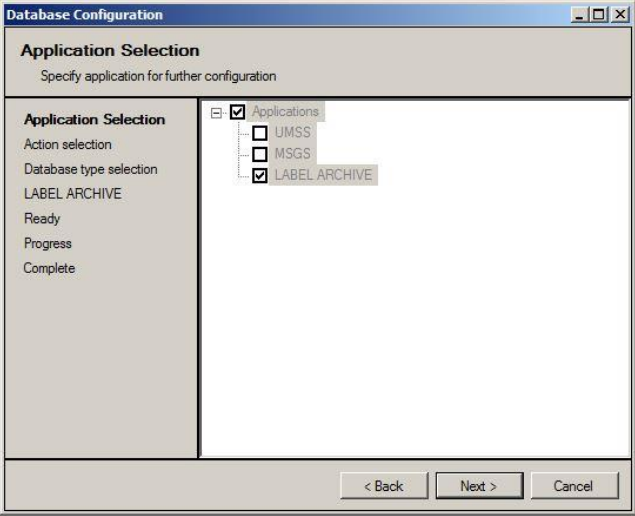 Database Configuration
Application Selection
Specify application for further configuration
Application Selection
Action selection
Database type selection
LABEL ARCHIVE
Ready
Progress
Complete
Applications
UMSS
MSGS
LABEL ARCHIVE
< Back
Next >
Cancel